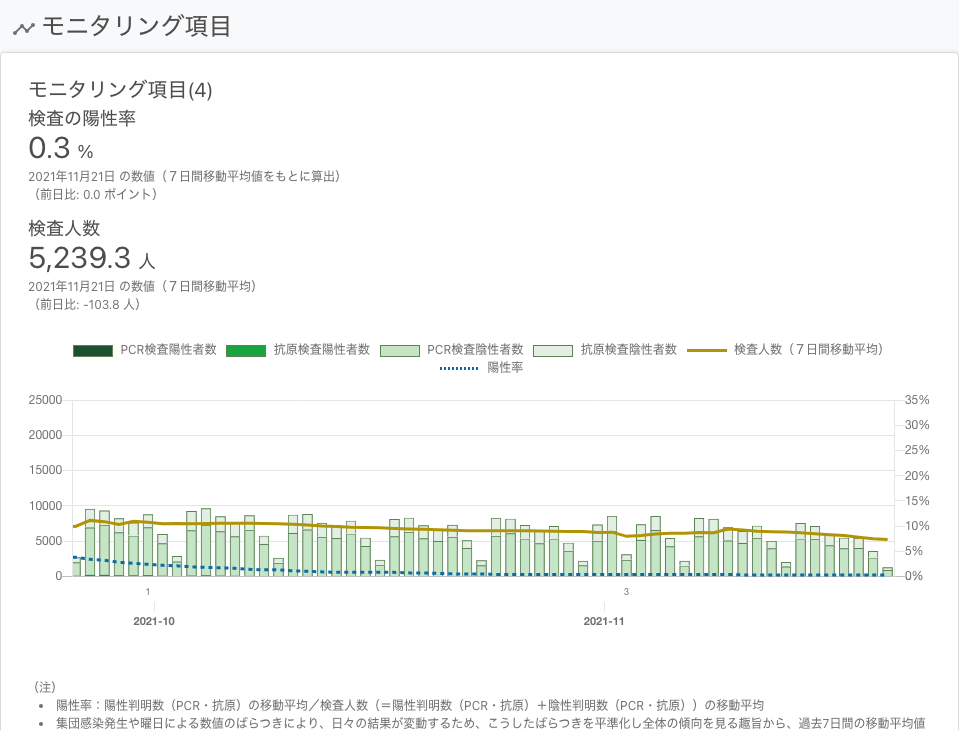 モニタリング項目
モニタリング項目(4)
検査の陽性率
0.3 %
2021年11月21日 の数値（７日間移動平均値をもとに算出）
（前日比: 0.0 ポイント）
検査人数
5,239.3 人
2021年11月21日 の数値（７日間移動平均）
（前日比: -103.8 人）
PCR検査陽性者数 抗原検査陽性者数 PCR検査陰性者数 抗原検査陰性者数 検査人数（７日間移動平均）
陽性率
25000 35%
30%
20000
25%
15000
20%
15%
10000
10%
5000
5%
0 0%
1 3
2021-10 2021-11
（注）
• 陽性率：陽性判明数（PCR・抗原）の移動平均／検査人数（＝陽性判明数（PCR・抗原）＋陰性判明数（PCR・抗原））の移動平均
• 集団感染発生や曜日による数値のばらつきにより、日々の結果が変動するため、こうしたばらつきを平準化し全体の傾向を見る趣旨から、過去7日間の移動平均値